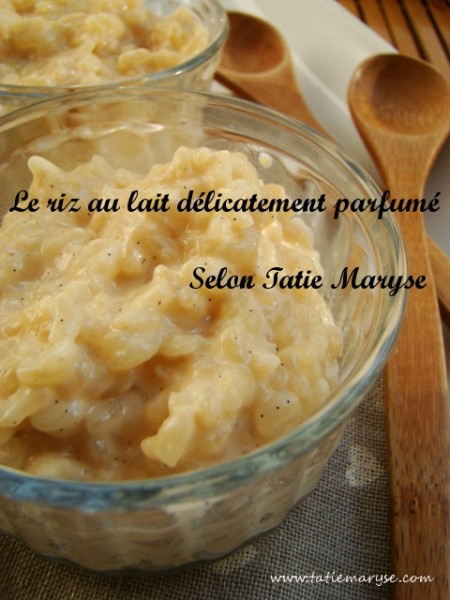 Le riz au lait délicatement parfumé
Selon Tatie Maryse
www.tatiemaryse.com